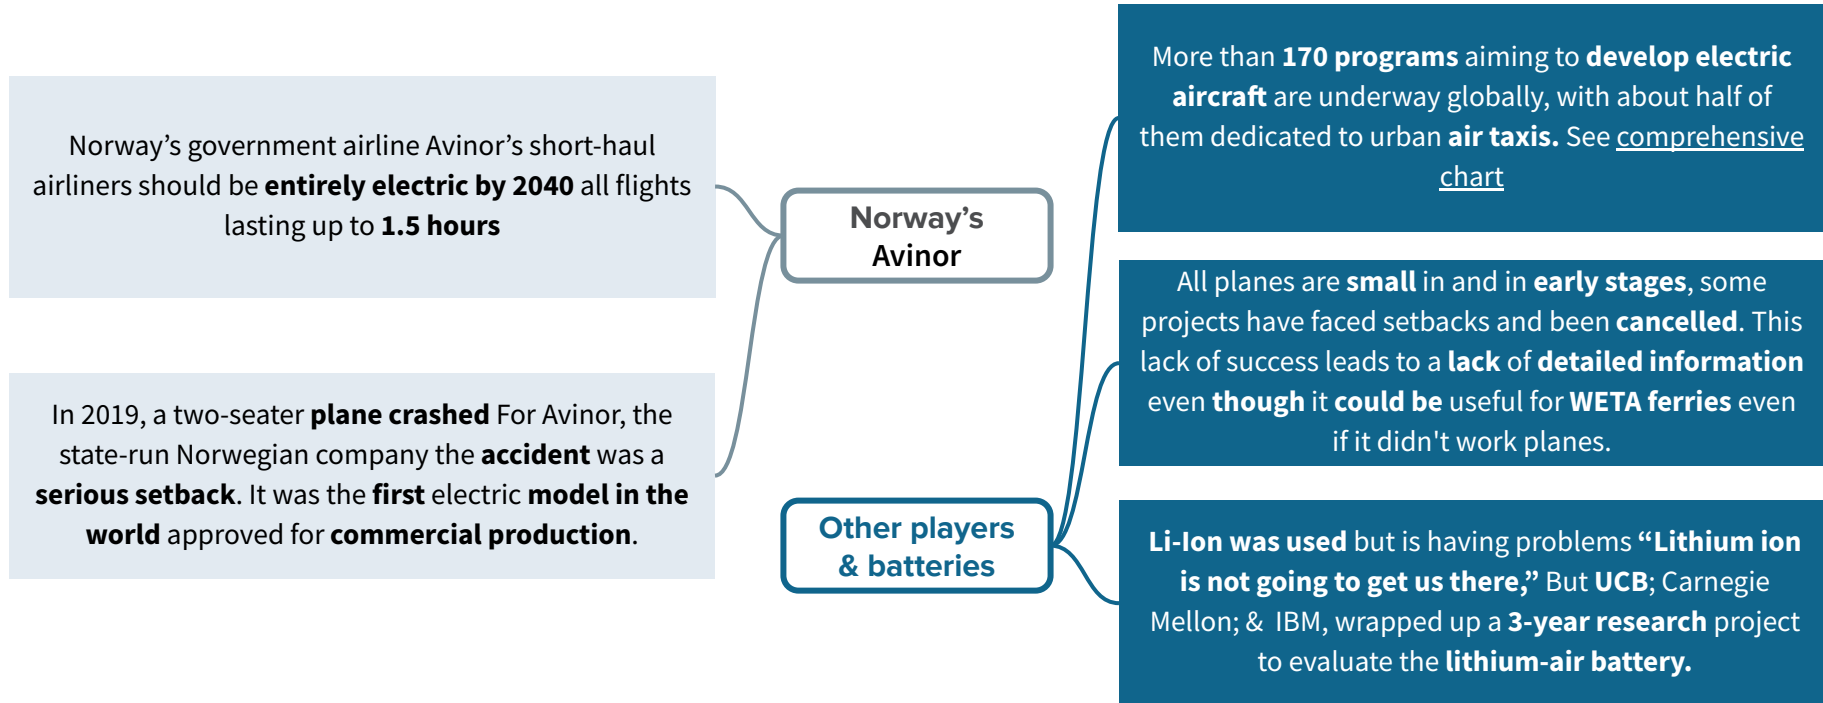 Norway’s government airline Avinor’s short-haul
airliners should be entirely electric by 2040 all flights
lasting up to 1.5 hours
In 2019, a two-seater plane crashed For Avinor, the
state-run Norwegian company the accident was a
serious setback. It was the first electric model in the
world approved for commercial production.
Norway’s
Avinor
Other players
& batteries
More than 170 programs aiming to develop electric
aircraft are underway globally, with about half of
them dedicated to urban air taxis. See comprehensive
chart
All planes are small in and in early stages, some
projects have faced setbacks and been cancelled. This
lack of success leads to a lack of detailed information
even though it could be useful for WETA ferries even
if it didn't work planes.
Li-Ion was used but is having problems “Lithium ion
is not going to get us there,” But UCB; Carnegie
Mellon; &  IBM, wrapped up a 3-year research project
to evaluate the lithium-air battery.